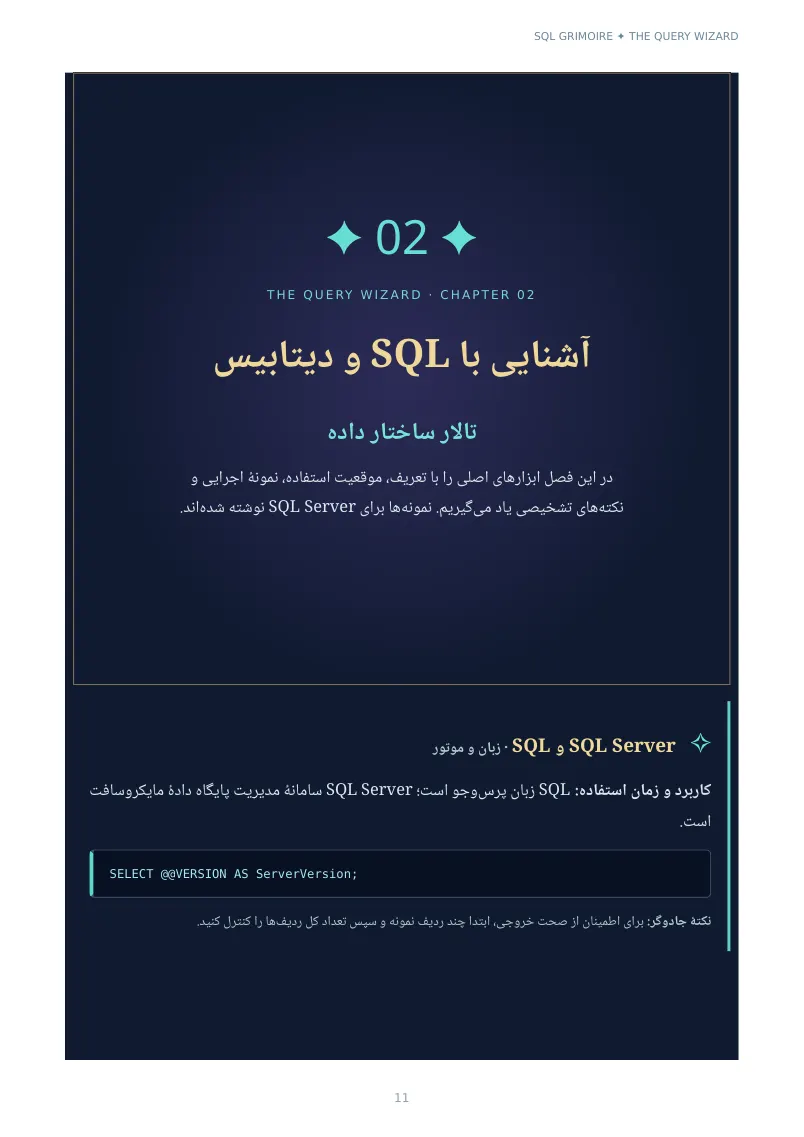 SQL GRIMOIRE ✦ THE QUERY WIZARD
✦ 02 ✦
THE QUERY WIZARD · CHAPTER 02
آشنایی با SQL و دیتابیس
تالار ساختار داده
در این فصل ابزارهای اصلی را با تعریف، موقعیت استفاده، نمونهٔ اجرایی و
نکته‌های تشخیصی یاد می‌گیریم. نمونه‌ها برای SQL Server نوشته شده‌اند.
✧ SQL Server و SQL · زبان و موتور
کاربرد و زمان استفاده: SQL زبان پرس‌وجو است؛ SQL Server سامانهٔ مدیریت پایگاه دادهٔ مایکروسافت
است.
SELECT @@VERSION AS ServerVersion;
نکتهٔ جادوگر: برای اطمینان از صحت خروجی، ابتدا چند ردیف نمونه و سپس تعداد کل ردیف‌ها را کنترل کنید.
11